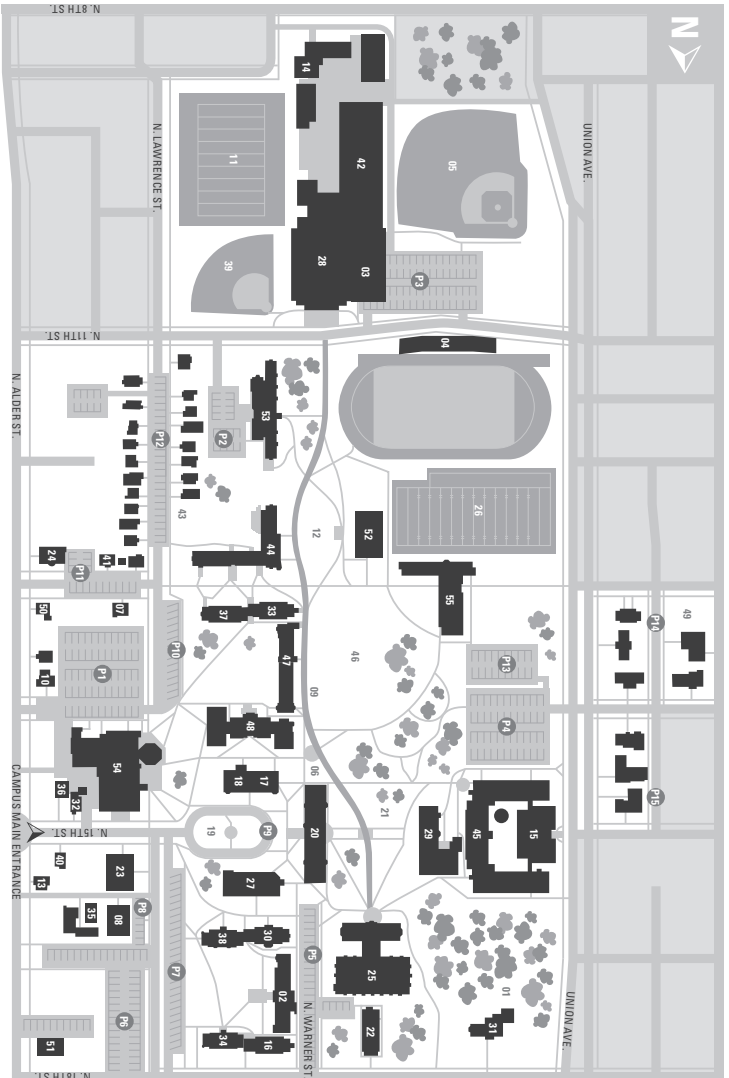 N. 8TH ST.
N
14
N. LAWRENCE ST.
UNION AVE.
11
42
05
39
28
03
P3
N. 11TH ST.
04
N. ALDER ST.
53
P2
P12
43
12
52
26
44
24
41
P11
55
50
07
37
33
P14
49
P10
47
46
P13
10
P1
09
48
P4
54
06
36
32
18
17
P15
CAMPUS MAIN ENTRANCE
N. 15TH ST.
19
P9
20
21
29
45
15
40
23
13
27
P8
35
08
38
30
P5
25
01
P7
02
N. WARNER ST.
UNION AVE.
P6
22
31
51
34
16
N. 18TH ST.